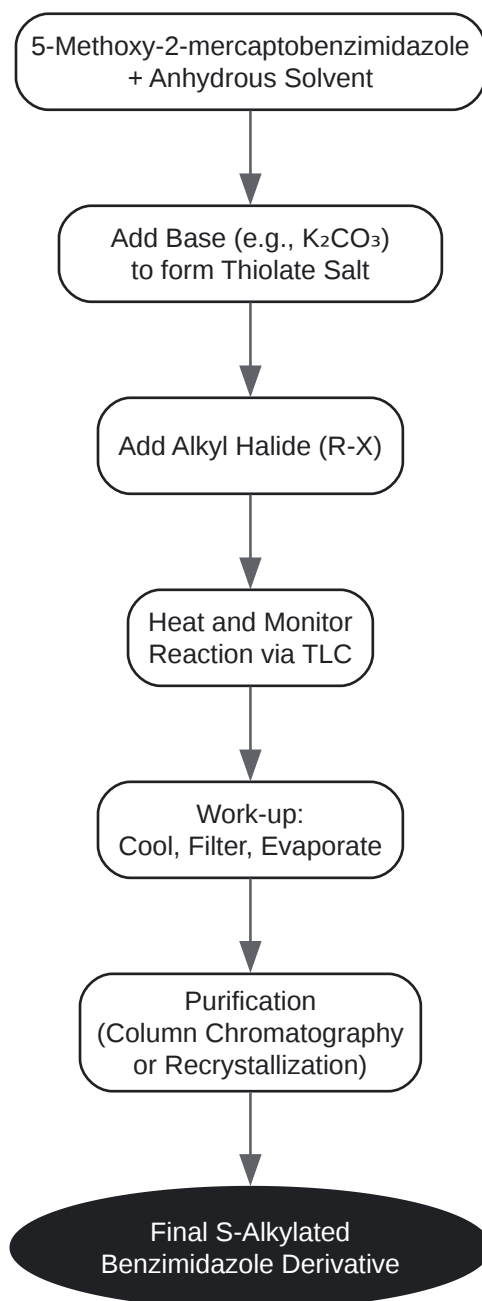 5-Methoxy-2-mercaptobenzimidazole
+ Anhydrous Solvent
Add Base (e.g., K₂CO₃)
to form Thiolate Salt
Add Alkyl Halide (R-X)
Heat and Monitor
Reaction via TLC
Work-up:
Cool, Filter, Evaporate
Purification
(Column Chromatography
or Recrystallization)
Final S-Alkylated
Benzimidazole Derivative